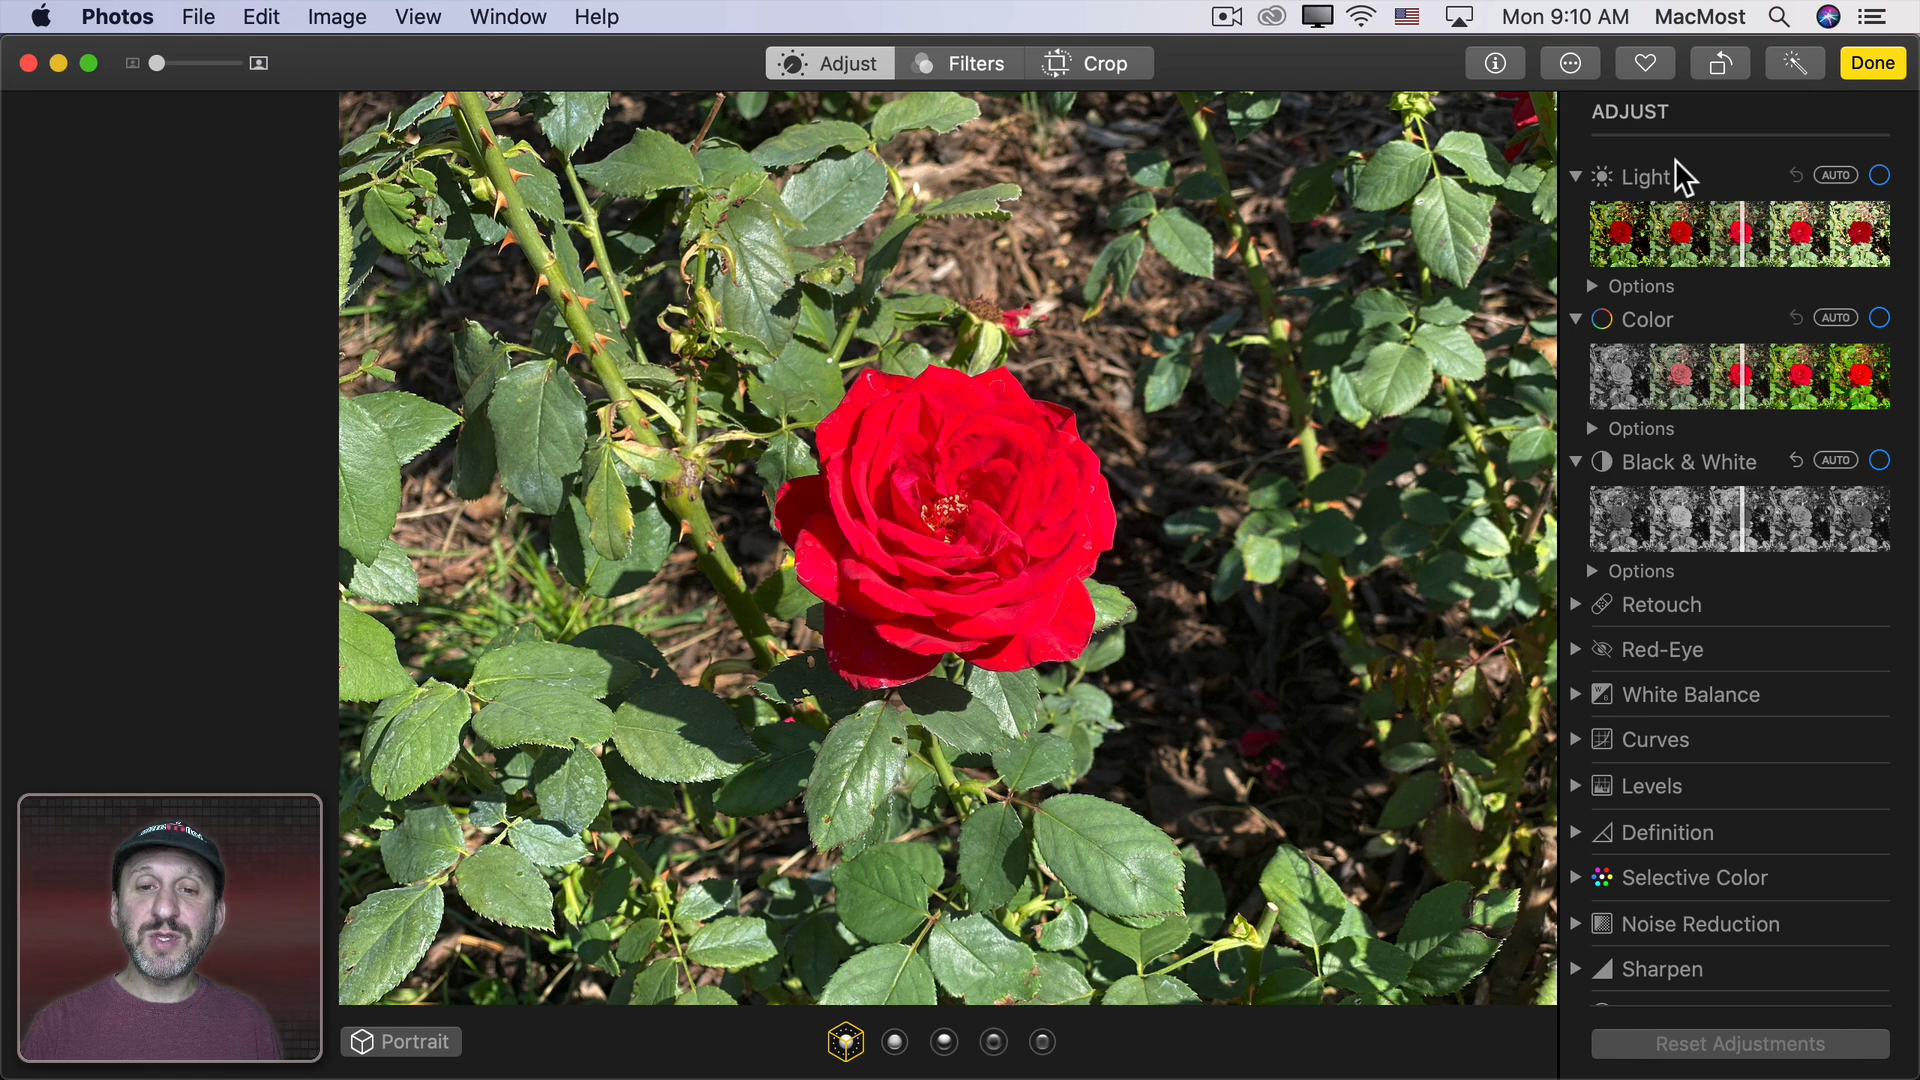 Photos File Edit Image View Window Help Mon 9:10 AM MacMost
Adjust Filters Crop Done
ADJUST
Light AUTO
Options
Color AUTO
Options
Black & White AUTO
Options
Retouch
Red-Eye
White Balance
Curves
Levels
Definition
Selective Color
Noise Reduction
Sharpen
Portrait
Reset Adjustments